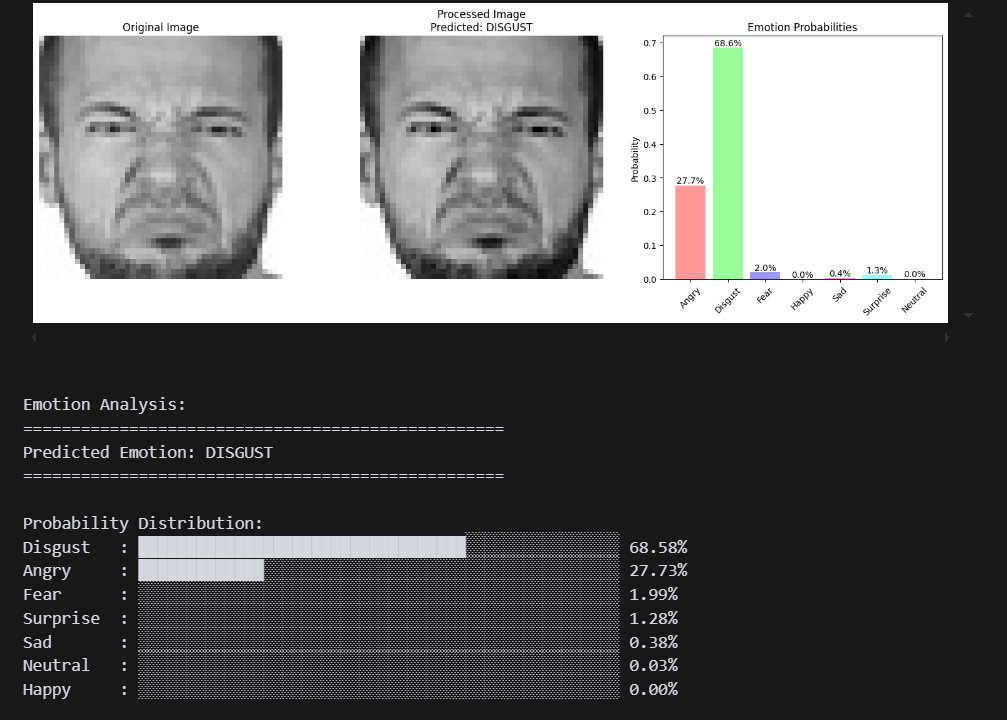 Original Image
Processed Image
Predicted: DISGUST
Emotion Probabilities
Probability
0.7
0.6
0.5
0.4
0.3
0.2
0.1
0.0
27.7%
68.6%
2.0%
0.0%
0.4%
1.3%
0.0%
Angry
Disgust
Fear
Happy
Sad
Surprise
Neutral
Emotion Analysis:
==================================================
Predicted Emotion: DISGUST
==================================================
Probability Distribution:
Disgust : 68.58%
Angry : 27.73%
Fear : 1.99%
Surprise : 1.28%
Sad : 0.38%
Neutral : 0.03%
Happy : 0.00%